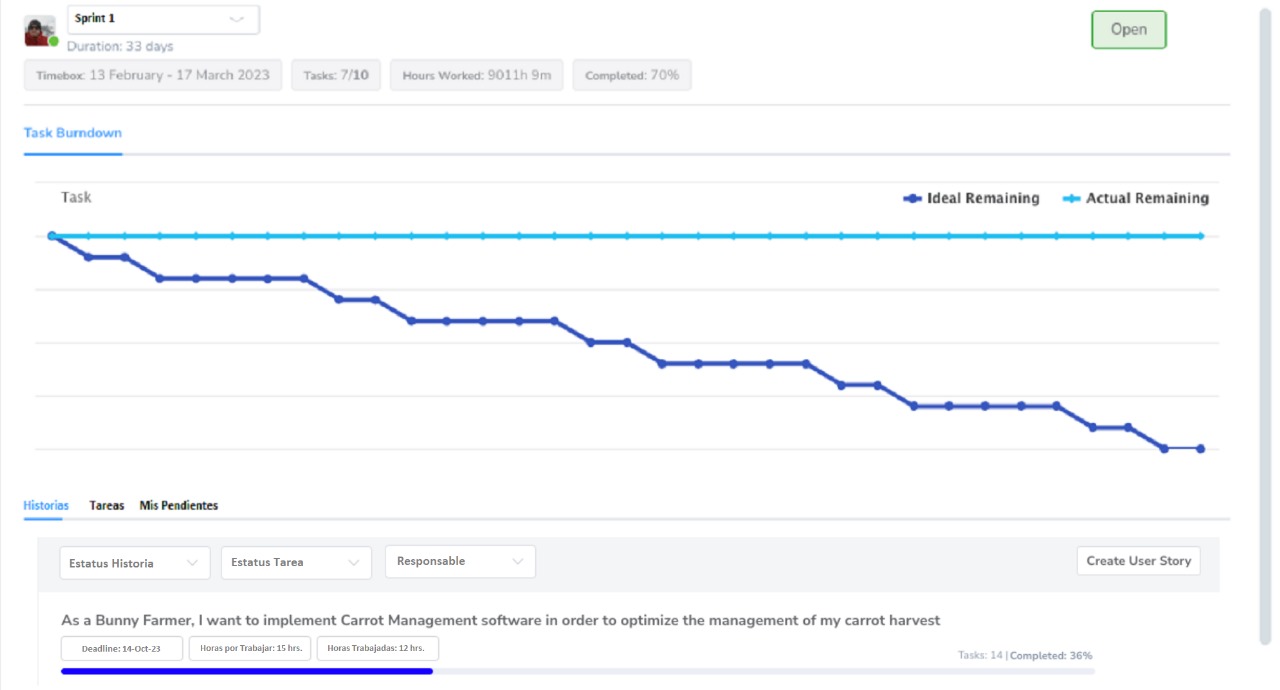 Sprint 1
Duration: 33 days
Open
Timebox: 13 February - 17 March 2023 Tasks: 7/10 Hours Worked: 9011h 9m Completed: 70%
Task Burndown
Task
Ideal Remaining Actual Remaining
Historias Tareas Mis Pendientes
Estatus Historia Estatus Tarea Responsable Create User Story
As a Bunny Farmer, I want to implement Carrot Management software in order to optimize the management of my carrot harvest
Deadline: 14-Oct-23 Horas por Trabajar: 15 hrs. Horas Trabajadas: 12 hrs.
Tasks: 14 | Completed: 36%